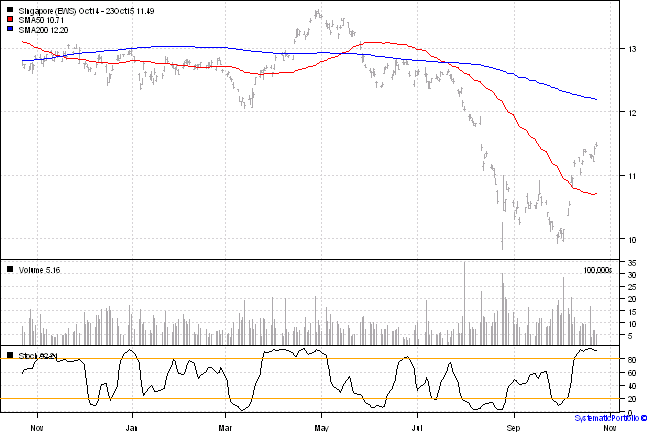 Singapore (EWS) Oct14 - 23Oct15 11.49
SMA50 10.71
SMA200 12.20
13
12
11
10
Volume 5.16
100,000s
35
30
25
20
15
10
5
80
60
40
20
0
Nov Jan Mar May Jul Sep Nov
SystematicPortfolio ©